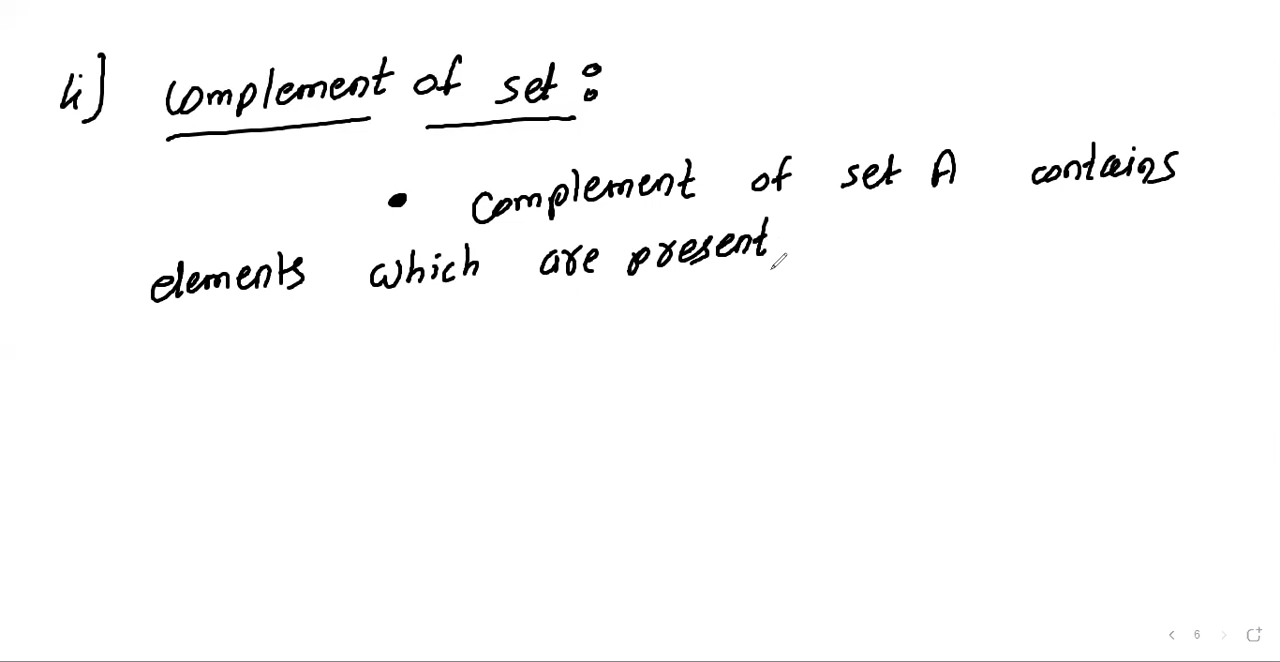 ii] complement of set :
• complement of set A contains
elements which are present
6